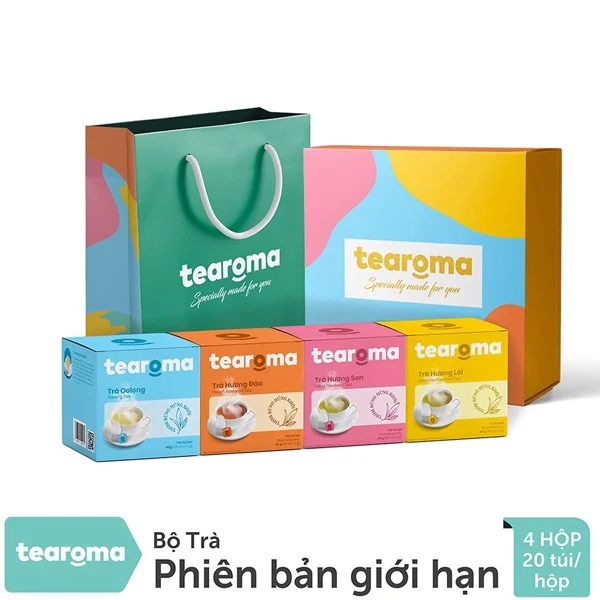 tearoma
Specially made for you
tearoma
Specially made for you
tearoma
Trà Oolong
Oolong Tea
tearoma
Trà Hương Đào
Peach Flavored Tea
tearoma
Trà Hương Sen
Lotus Flavored Tea
tearoma
Trà Hương Lài
Jasmine Flavored Tea
tearoma
Bộ Trà
Phiên bản giới hạn
4 HỘP
20 túi/
hộp